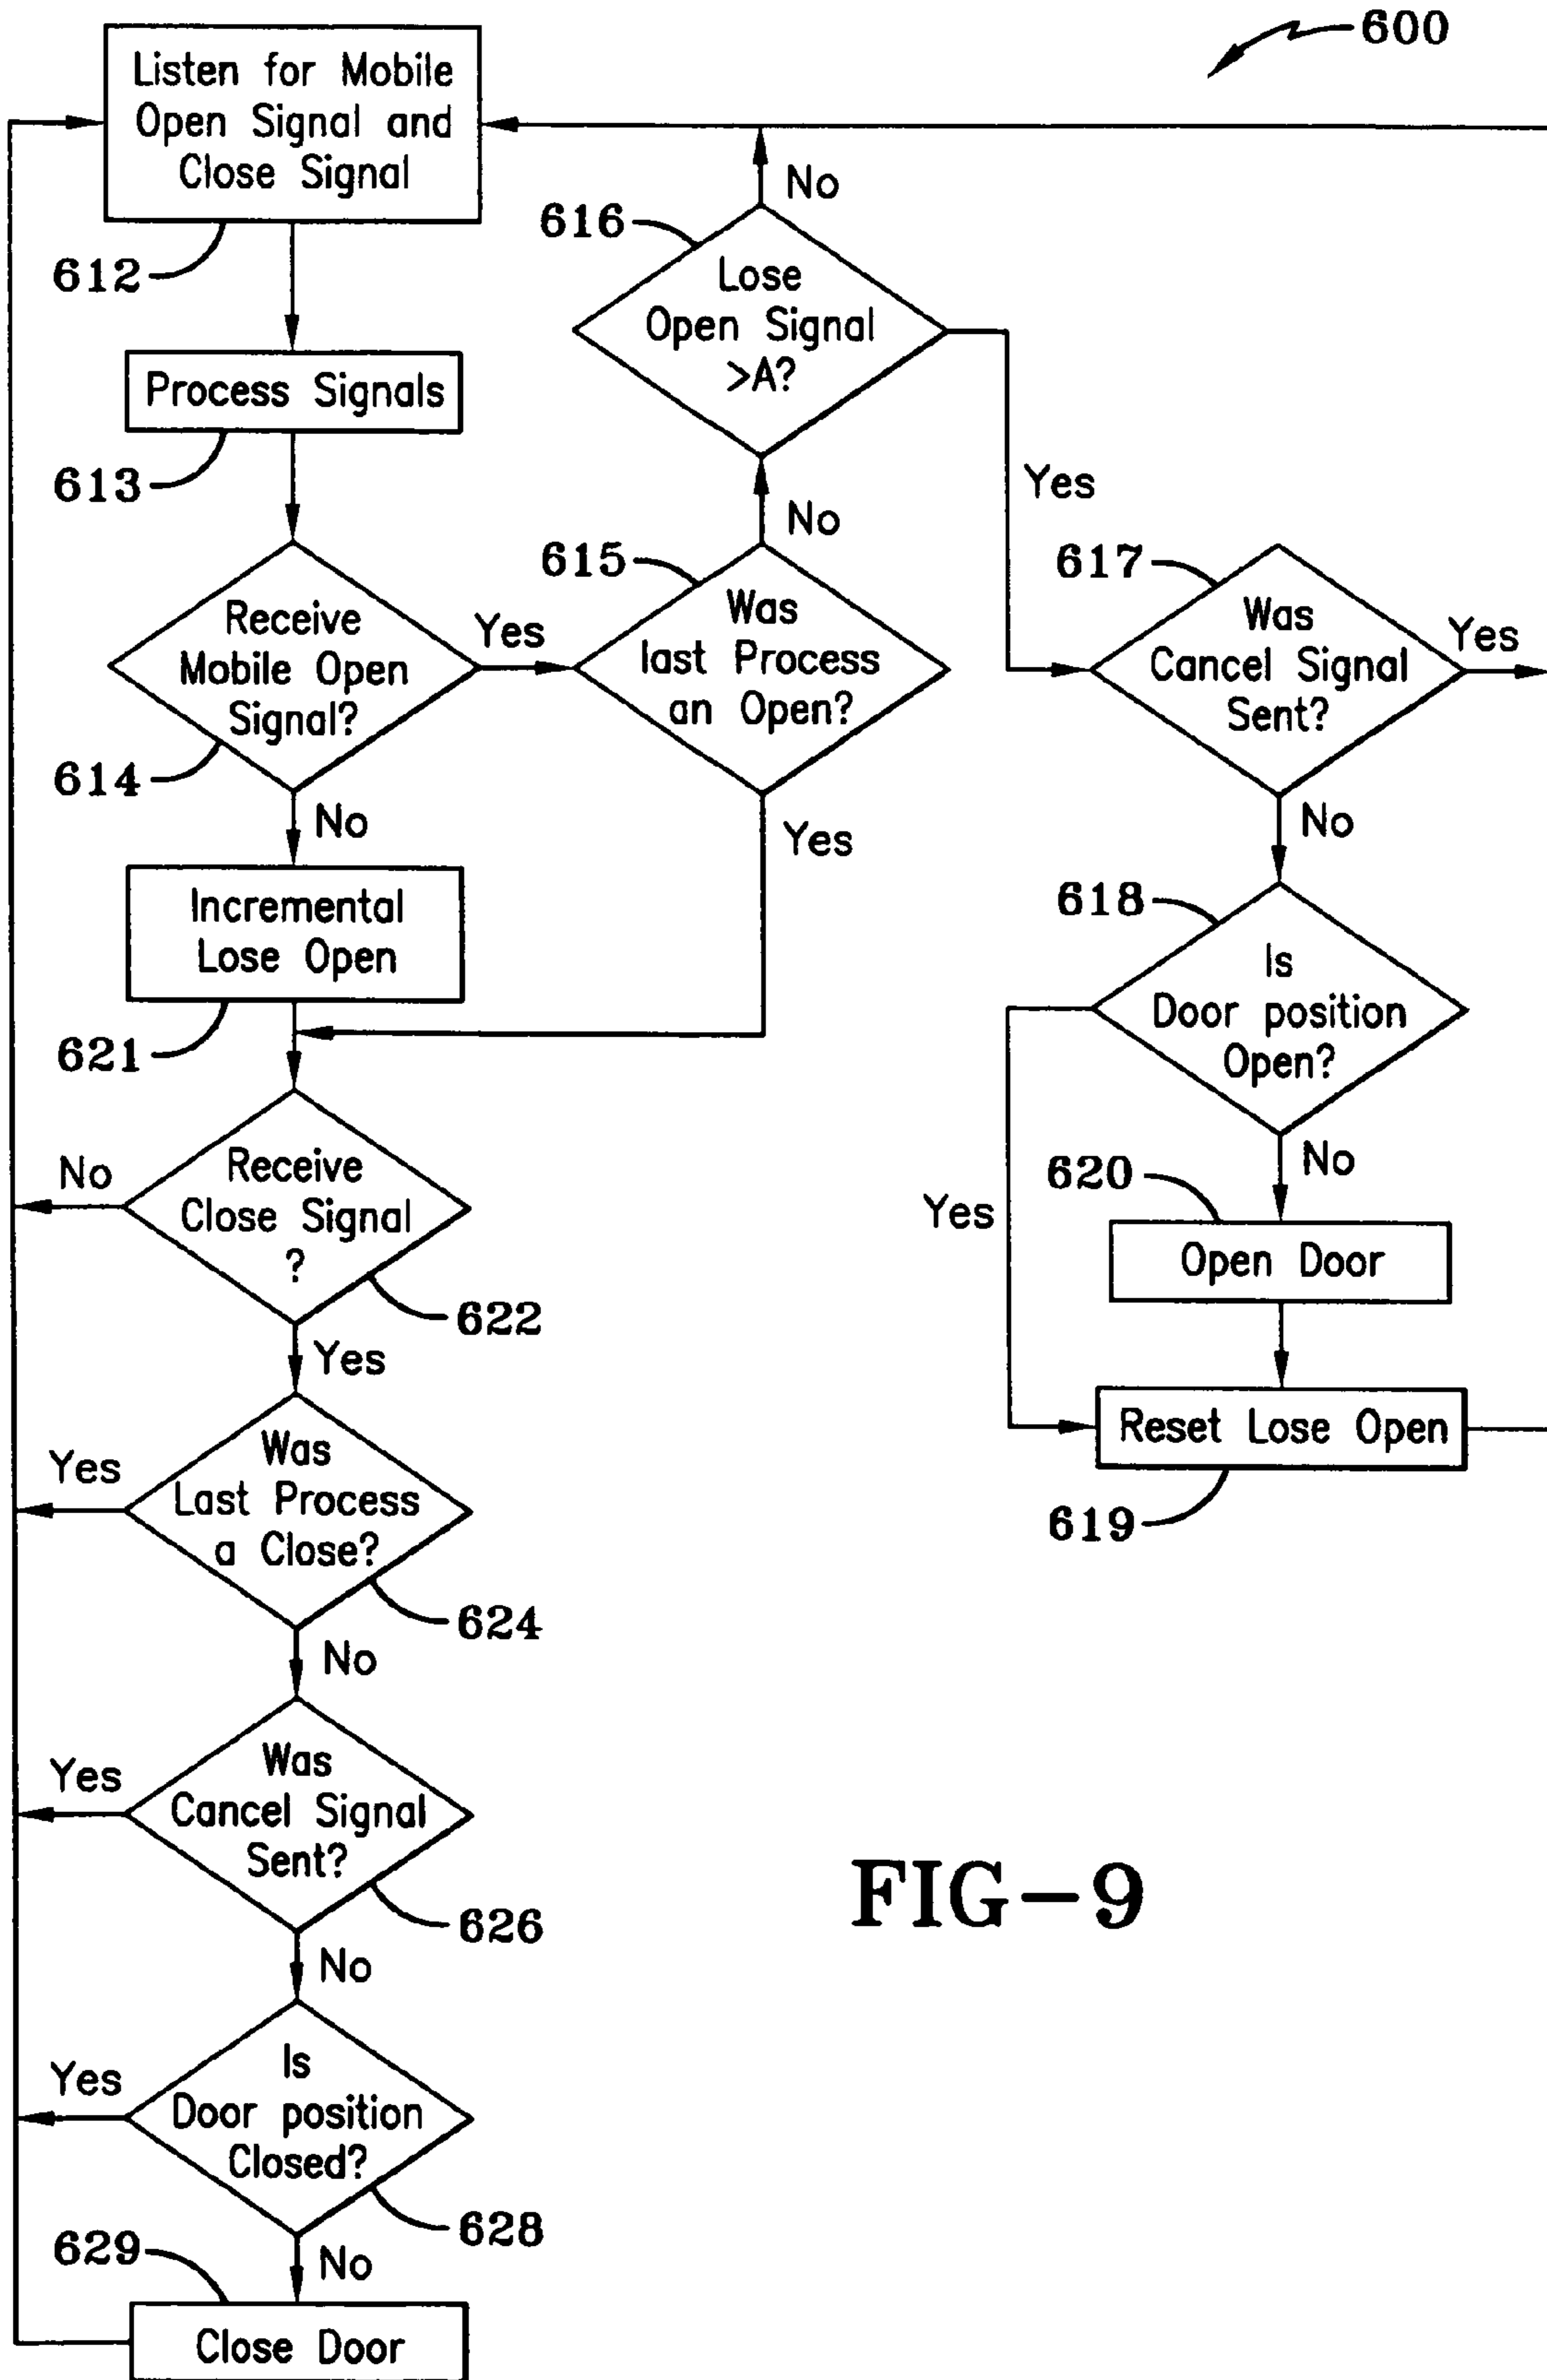 600
Listen for Mobile
Open Signal and
Close Signal
612
Process Signals
613
Receive
Mobile Open
Signal?
614
Yes
No
Was
last Process
an Open?
615
No
Yes
Lose
Open Signal
>A?
616
No
Yes
Was
Cancel Signal
Sent?
617
Yes
No
Is
Door position
Open?
618
No
Yes
620
Open Door
Reset Lose Open
619
Incremental
Lose Open
621
Receive
Close Signal
?
622
No
Yes
Was
Last Process
a Close?
624
Yes
No
Was
Cancel Signal
Sent?
626
Yes
No
Is
Door position
Closed?
628
Yes
No
629
Close Door
FIG-9